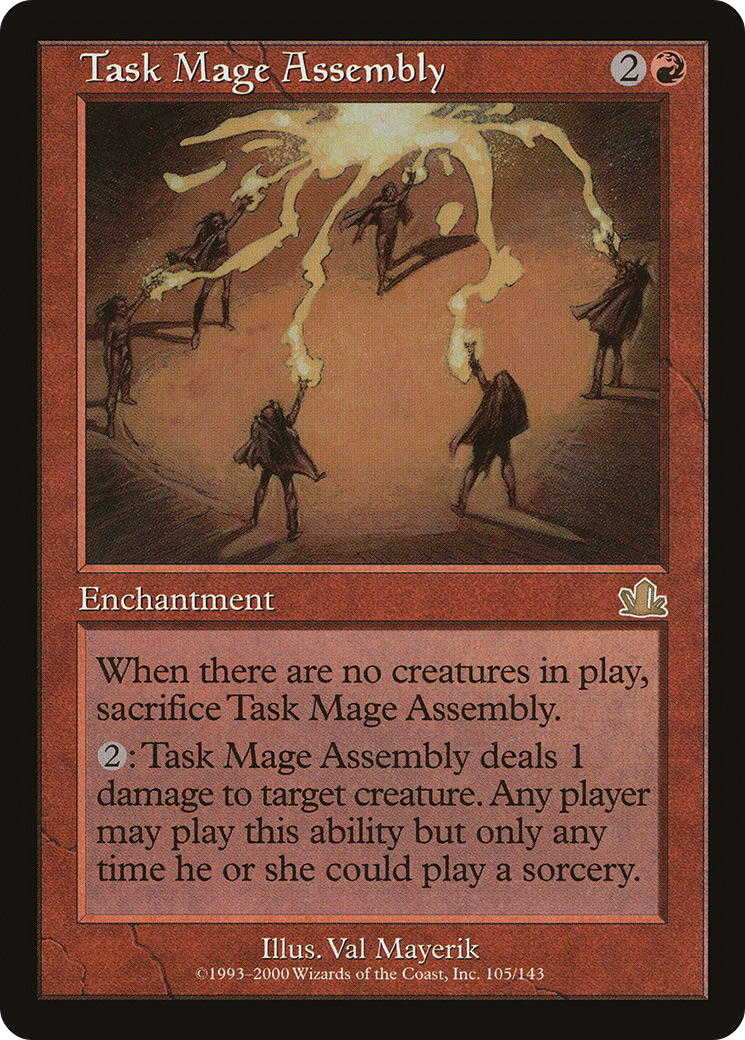 Task Mage Assembly 2
Enchantment
When there are no creatures in play,
sacrifice Task Mage Assembly.
2: Task Mage Assembly deals 1
damage to target creature. Any player
may play this ability but only any
time he or she could play a sorcery.
Illus. Val Mayerik
©1993–2000 Wizards of the Coast, Inc. 105/143